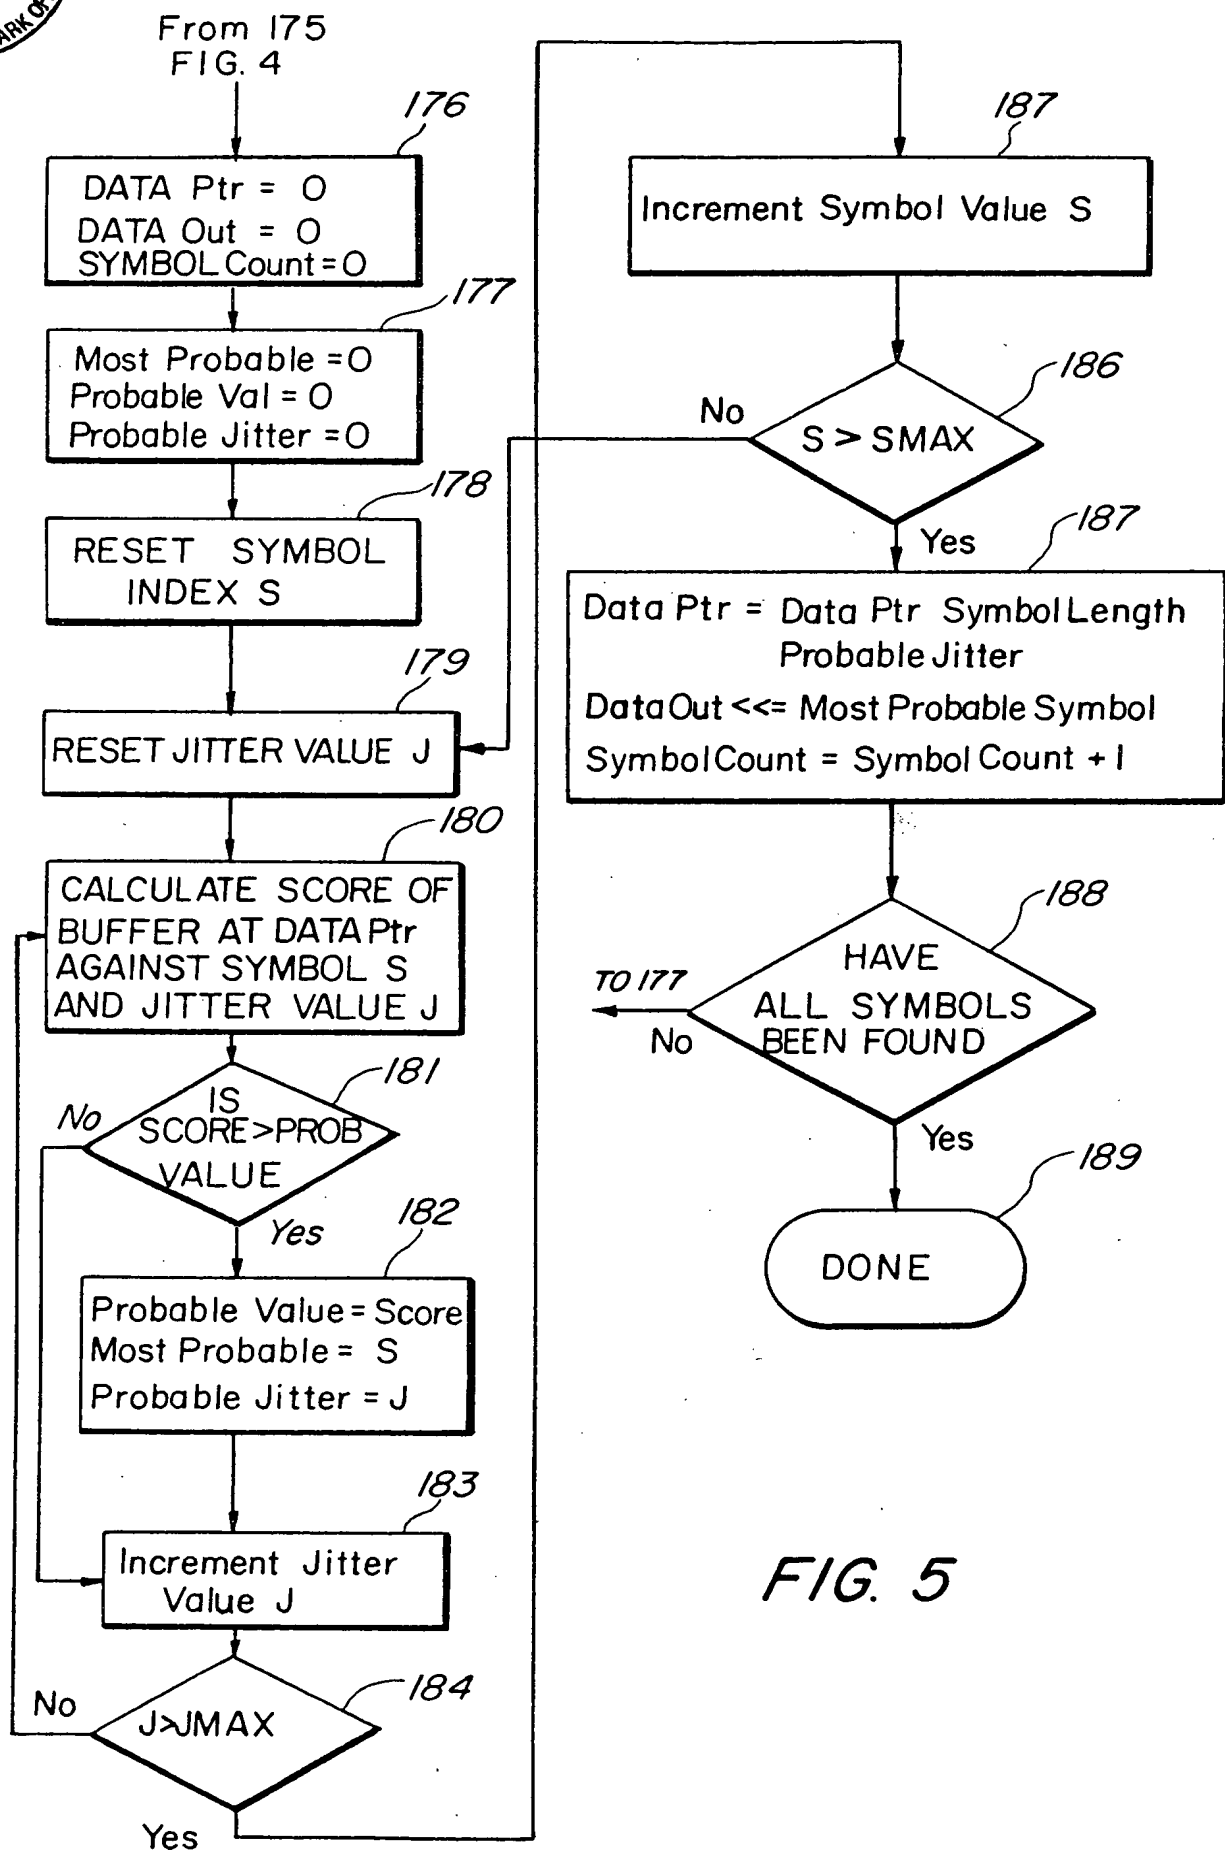 ARK OF
From 175
FIG. 4
176
DATA Ptr = 0
DATA Out = 0
SYMBOL Count = 0
177
Most Probable = 0
Probable Val = 0
Probable Jitter = 0
178
RESET SYMBOL
INDEX S
179
RESET JITTER VALUE J
180
CALCULATE SCORE OF
BUFFER AT DATA Ptr
AGAINST SYMBOL S
AND JITTER VALUE J
181
IS
SCORE>PROB
VALUE
No
Yes
182
Probable Value = Score
Most Probable = S
Probable Jitter = J
183
Increment Jitter
Value J
184
J>JMAX
No
Yes
187
Increment Symbol Value S
186
S > SMAX
No
Yes
187
Data Ptr = Data Ptr Symbol Length
Probable Jitter
Data Out <<= Most Probable Symbol
Symbol Count = Symbol Count + 1
188
HAVE
ALL SYMBOLS
BEEN FOUND
TO 177
No
Yes
189
DONE
FIG. 5